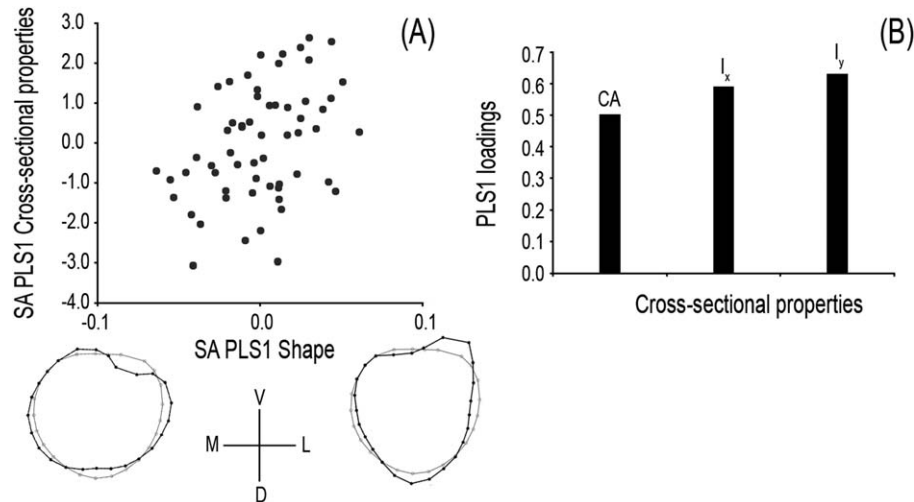 (A)
SA PLS1 Cross-sectional properties
3.0
2.0
1.0
0.0
-1.0
-2.0
-3.0
-4.0
-0.1
0.0
0.1
SA PLS1 Shape
V
M
L
D
(B)
PLS1 loadings
0.7
0.6
0.5
0.4
0.3
0.2
0.1
0.0
CA
Ix
Iy
Cross-sectional properties